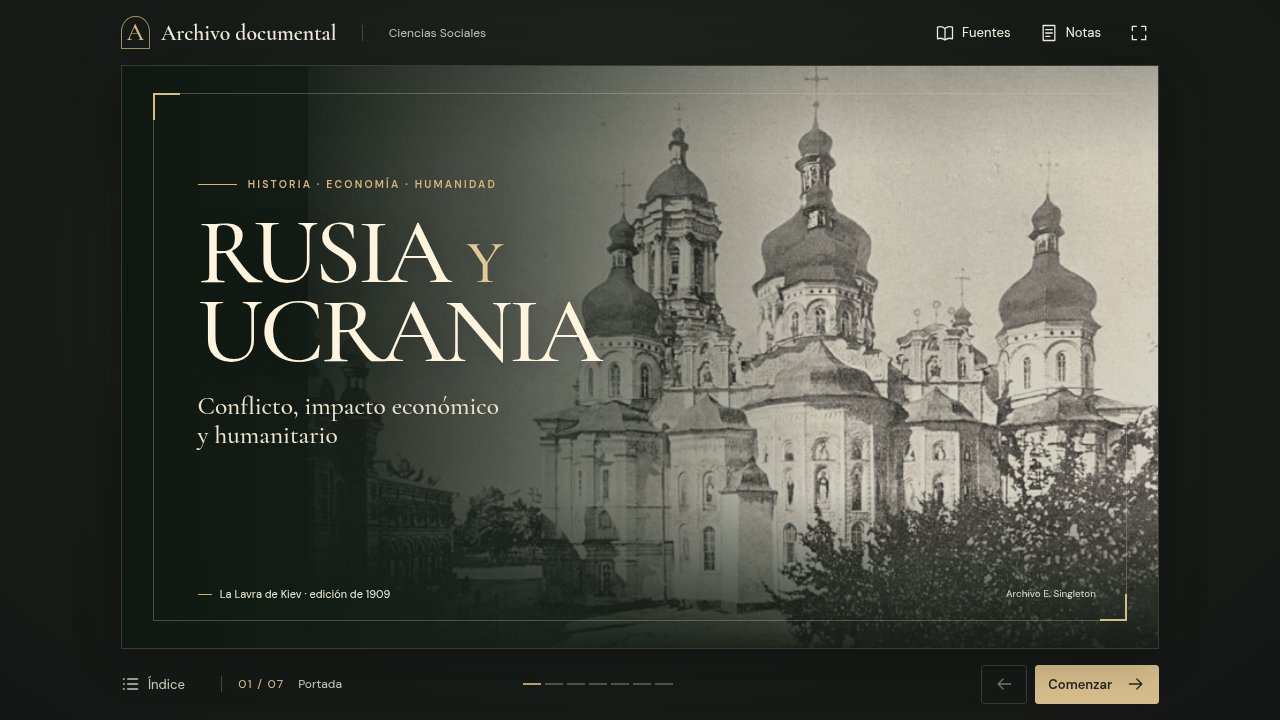 A Archivo documental
Ciencias Sociales
Fuentes
Notas
HISTORIA · ECONOMÍA · HUMANIDAD
RUSIA Y
UCRANIA
Conflicto, impacto económico
y humanitario
La Lavra de Kiev · edición de 1909
Archivo E. Singleton
Índice
01 / 07
Portada
Comenzar